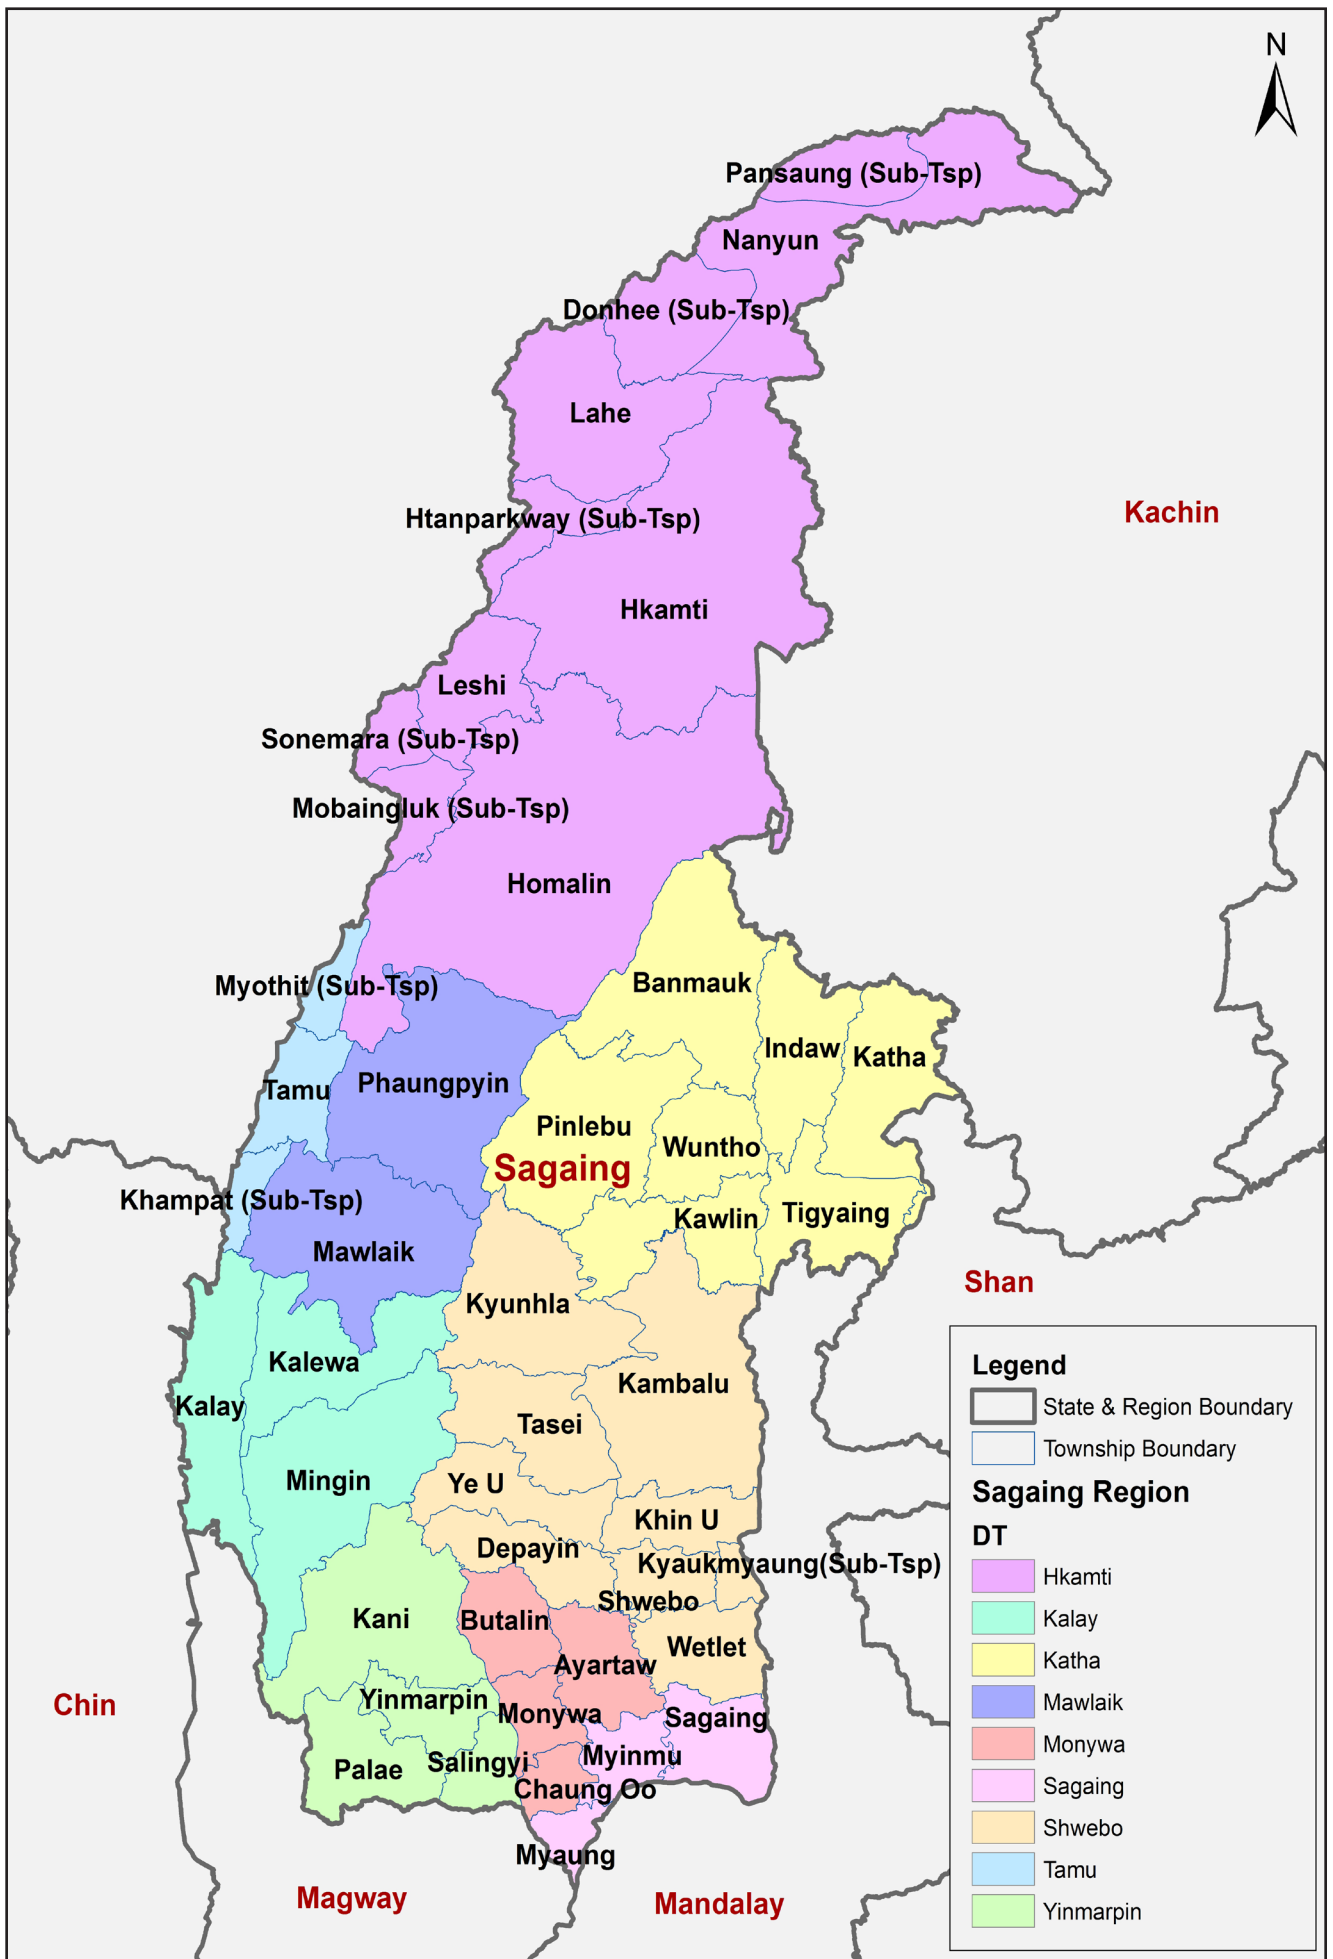 N
Pansaung (Sub-Tsp)
Nanyun
Donhee (Sub-Tsp)
Lahe
Kachin
Htanparkway (Sub-Tsp)
Hkamti
Leshi
Sonemara (Sub-Tsp)
Mobaingluk (Sub-Tsp)
Homalin
Banmauk
Myothit (Sub-Tsp)
Indaw
Katha
Tamu
Phaungpyin
Pinlebu
Wuntho
Sagaing
Khampat (Sub-Tsp)
Kawlin
Tigyaing
Mawlaik
Shan
Kyunhla
Kalewa
Kambalu
Kalay
Tasei
Mingin
Ye U
Khin U
Depayin
Kyaukmyaung(Sub-Tsp)
Shwebo
Kani
Butalin
Wetlet
Ayartaw
Chin
Yinmarpin
Monywa
Sagaing
Myinmu
Salingyi
Palae
Chaung Oo
Myaung
Magway
Mandalay
Legend
State & Region Boundary
Township Boundary
Sagaing Region
DT
Hkamti
Kalay
Katha
Mawlaik
Monywa
Sagaing
Shwebo
Tamu
Yinmarpin